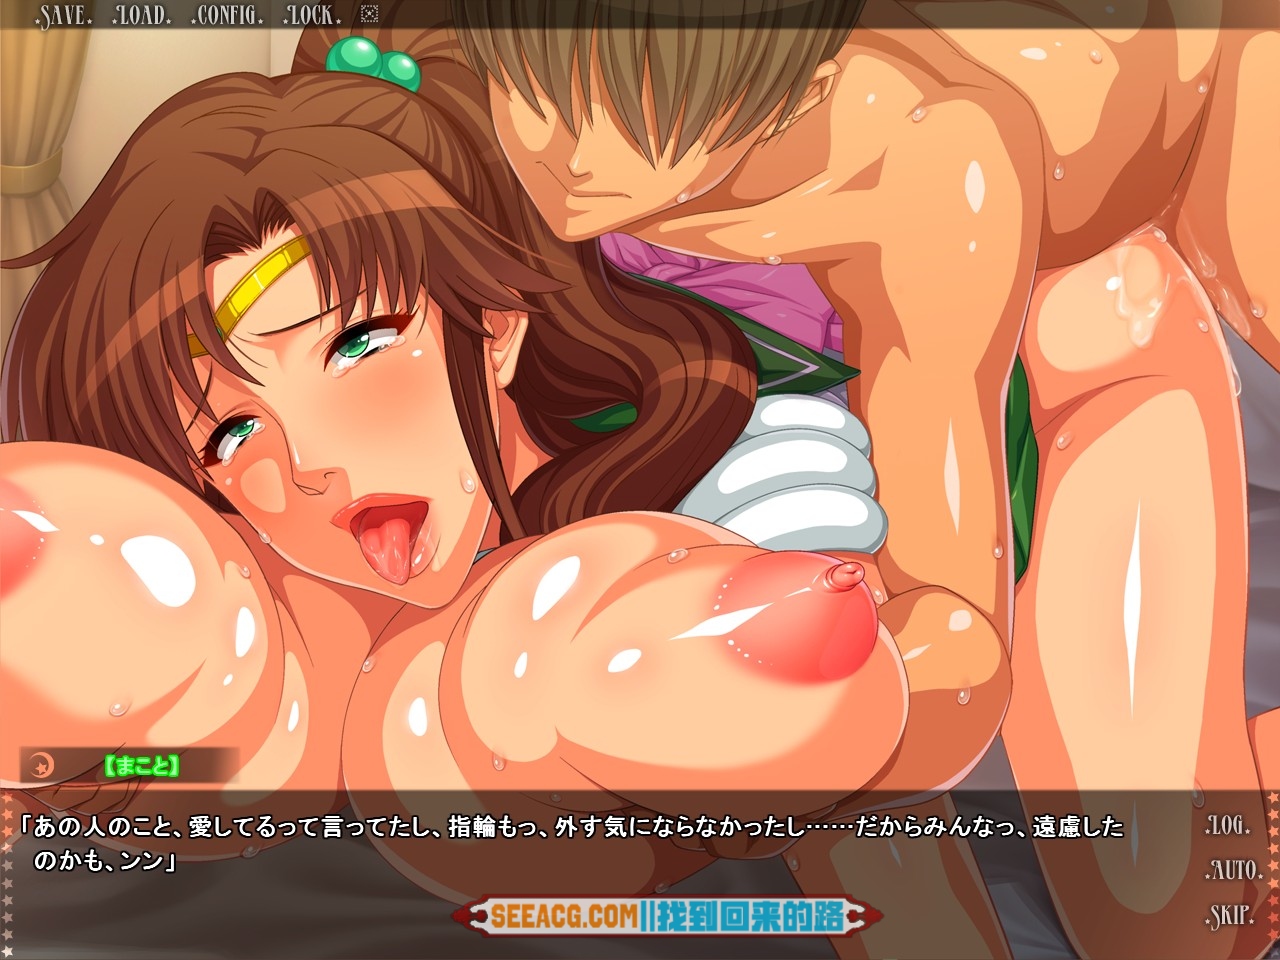 SAVE. LOAD. CONFIG. LOCK.
【まこと】
「あの人のこと、愛してるって言ってたし、指輪もっ、外す気にならなかったし……だからみんなっ、遠慮した
のかも、ンン」
LOG.
AUTO.
SKIP.
SEEACG.COM||找到回来的路